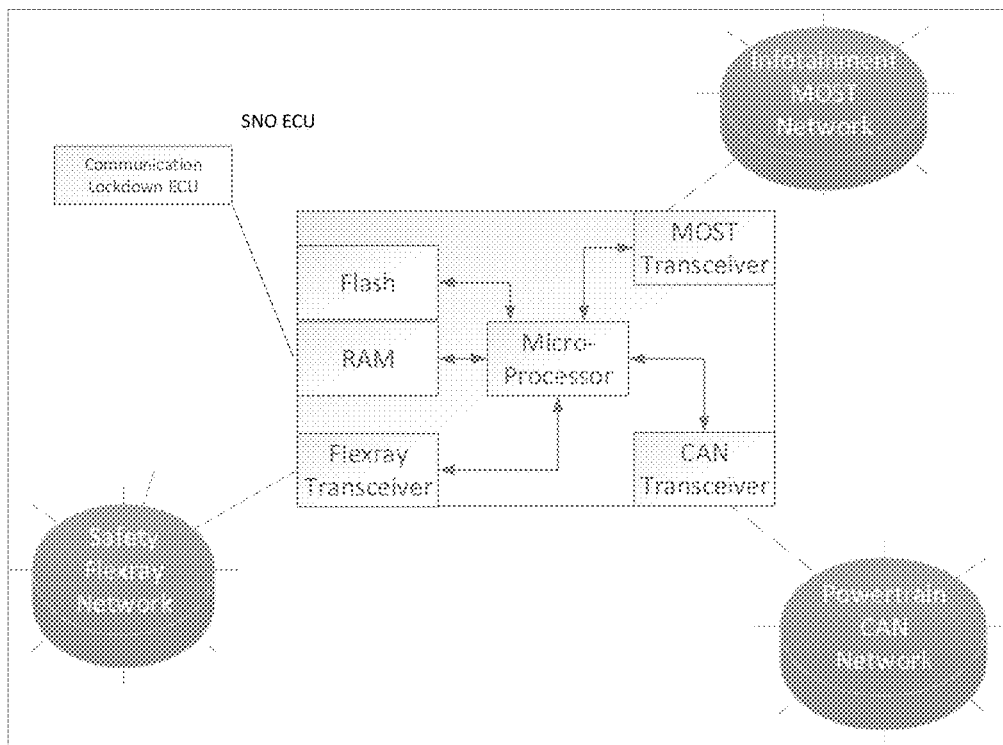 Infotainment
MOST
Network
SNO ECU
Communication
Lockdown ECU
MOST
Transceiver
Flash
RAM
Micro-
Processor
Flexray
Transceiver
CAN
Transceiver
Safety
Flexray
Network
Powertrain
CAN
Network